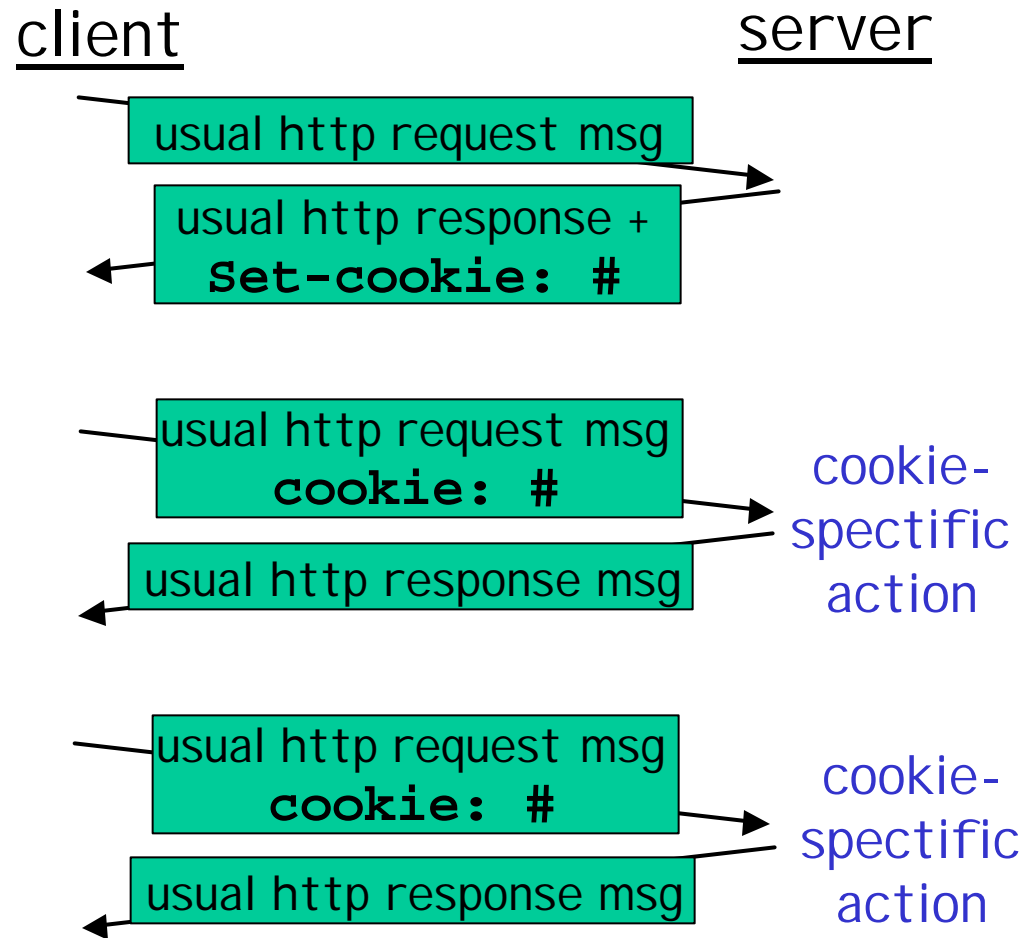 client
server
usual http request msg
usual http response +
Set-cookie: #
usual http request msg
cookie: #
cookie-
spectific
action
usual http response msg
usual http request msg
cookie: #
cookie-
spectific
action
usual http response msg